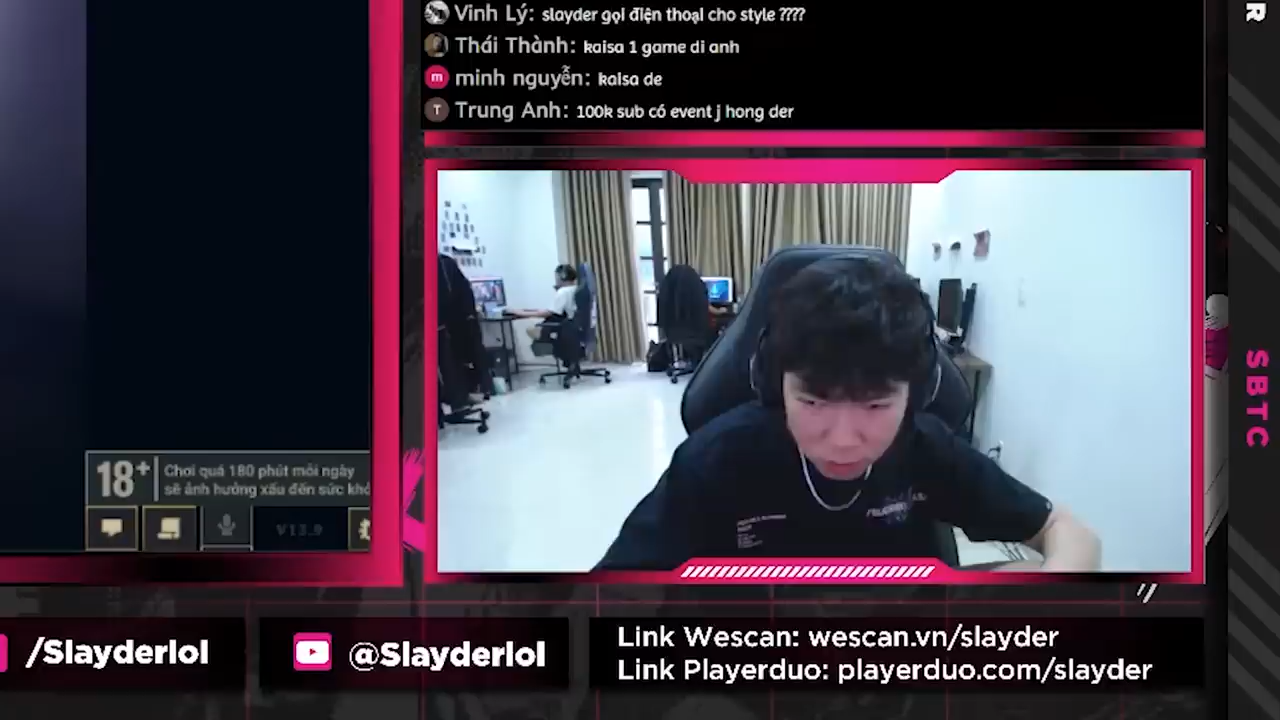 Vinh Lý: slayder gọi điện thoại cho style ????
Thái Thành: kaisa 1 game di anh
m minh nguyễn: kaisa de
T Trung Anh: 100k sub có event j hong der
R
SBTC
18+
Chơi quá 180 phút mỗi ngày
sẽ ảnh hưởng xấu đến sức khỏ
V13.9
/Slayderlol
@Slayderlol
Link Wescan: wescan.vn/slayder
Link Playerduo: playerduo.com/slayder